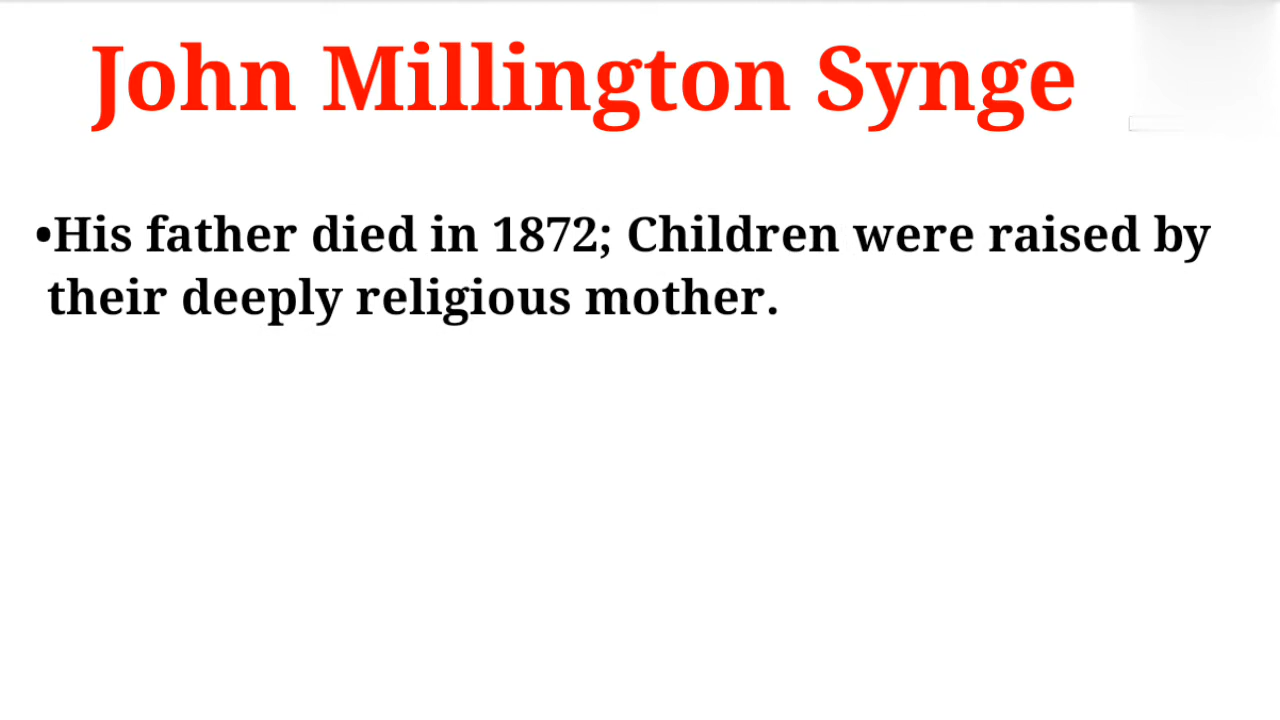 John Millington Synge
•His father died in 1872; Children were raised by
their deeply religious mother.